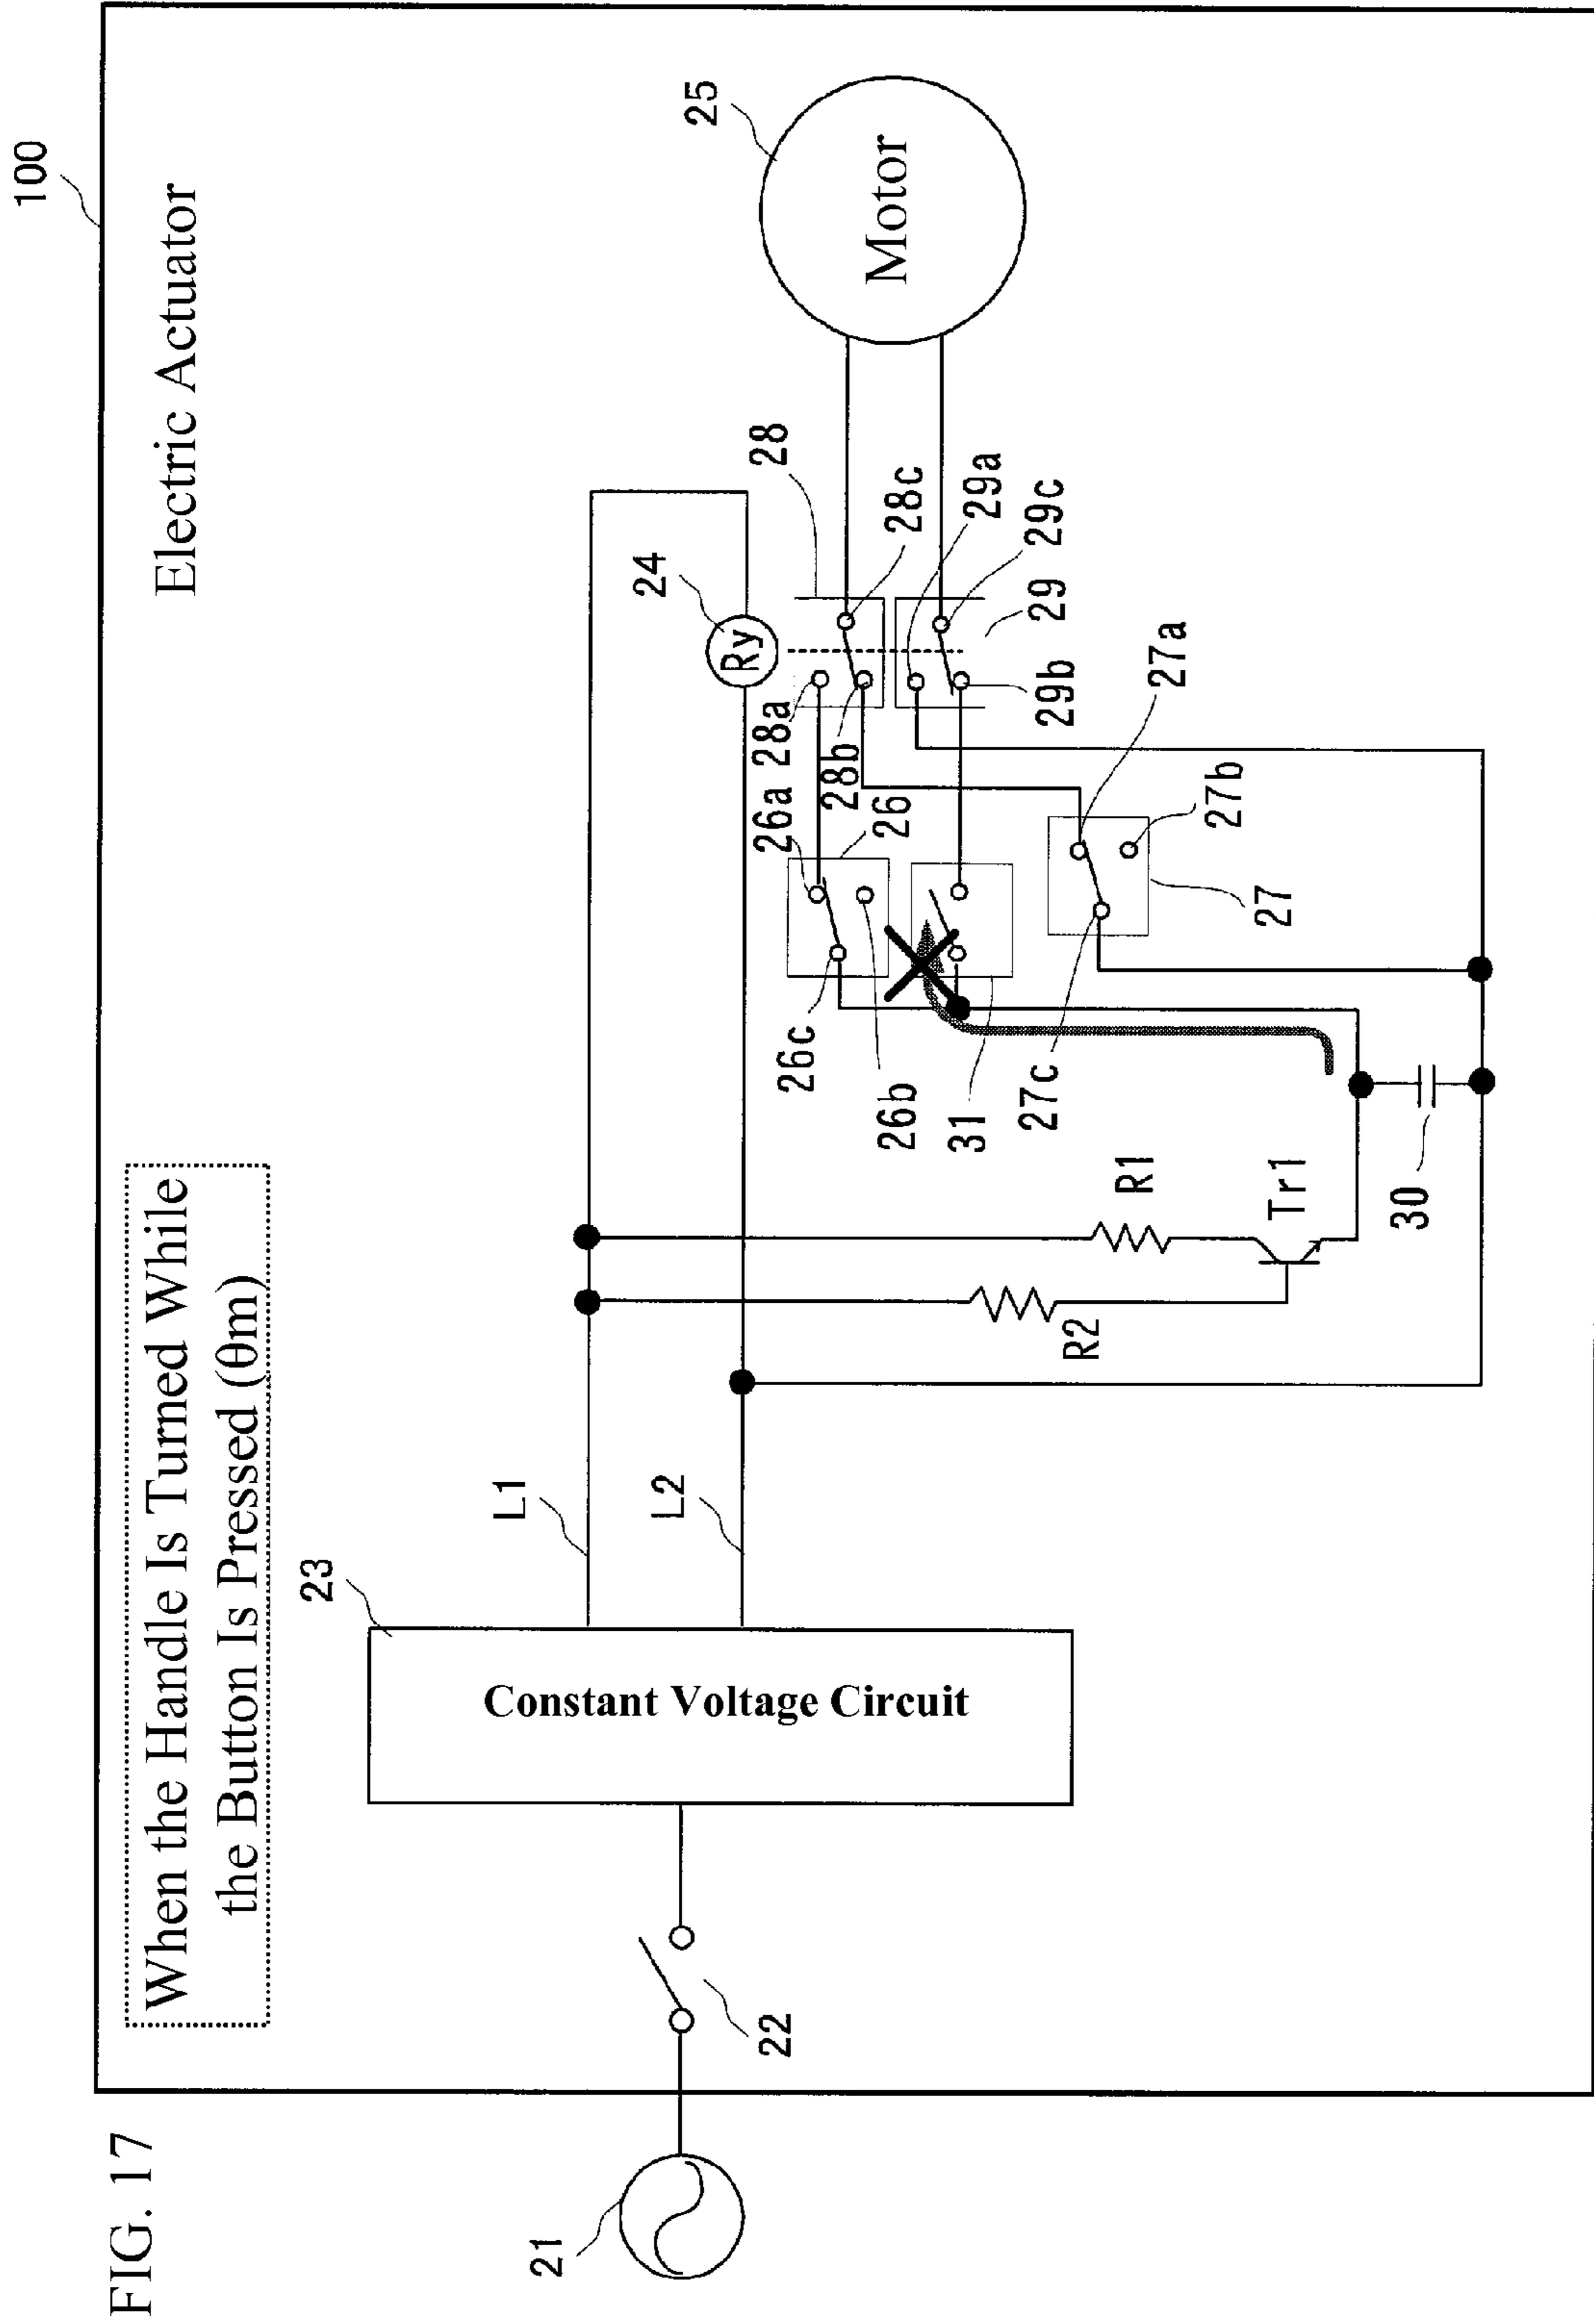 FIG. 17
100
When the Handle Is Turned While
the Button Is Pressed (θm)
Electric Actuator
21
22
23
Constant Voltage Circuit
L1
L2
R2
R1
Tr1
30
24
Ry
25
Motor
28
28a
28b
28c
29a
29c
29
29b
26a
26
26c
26b
31
27a
27b
27
27c